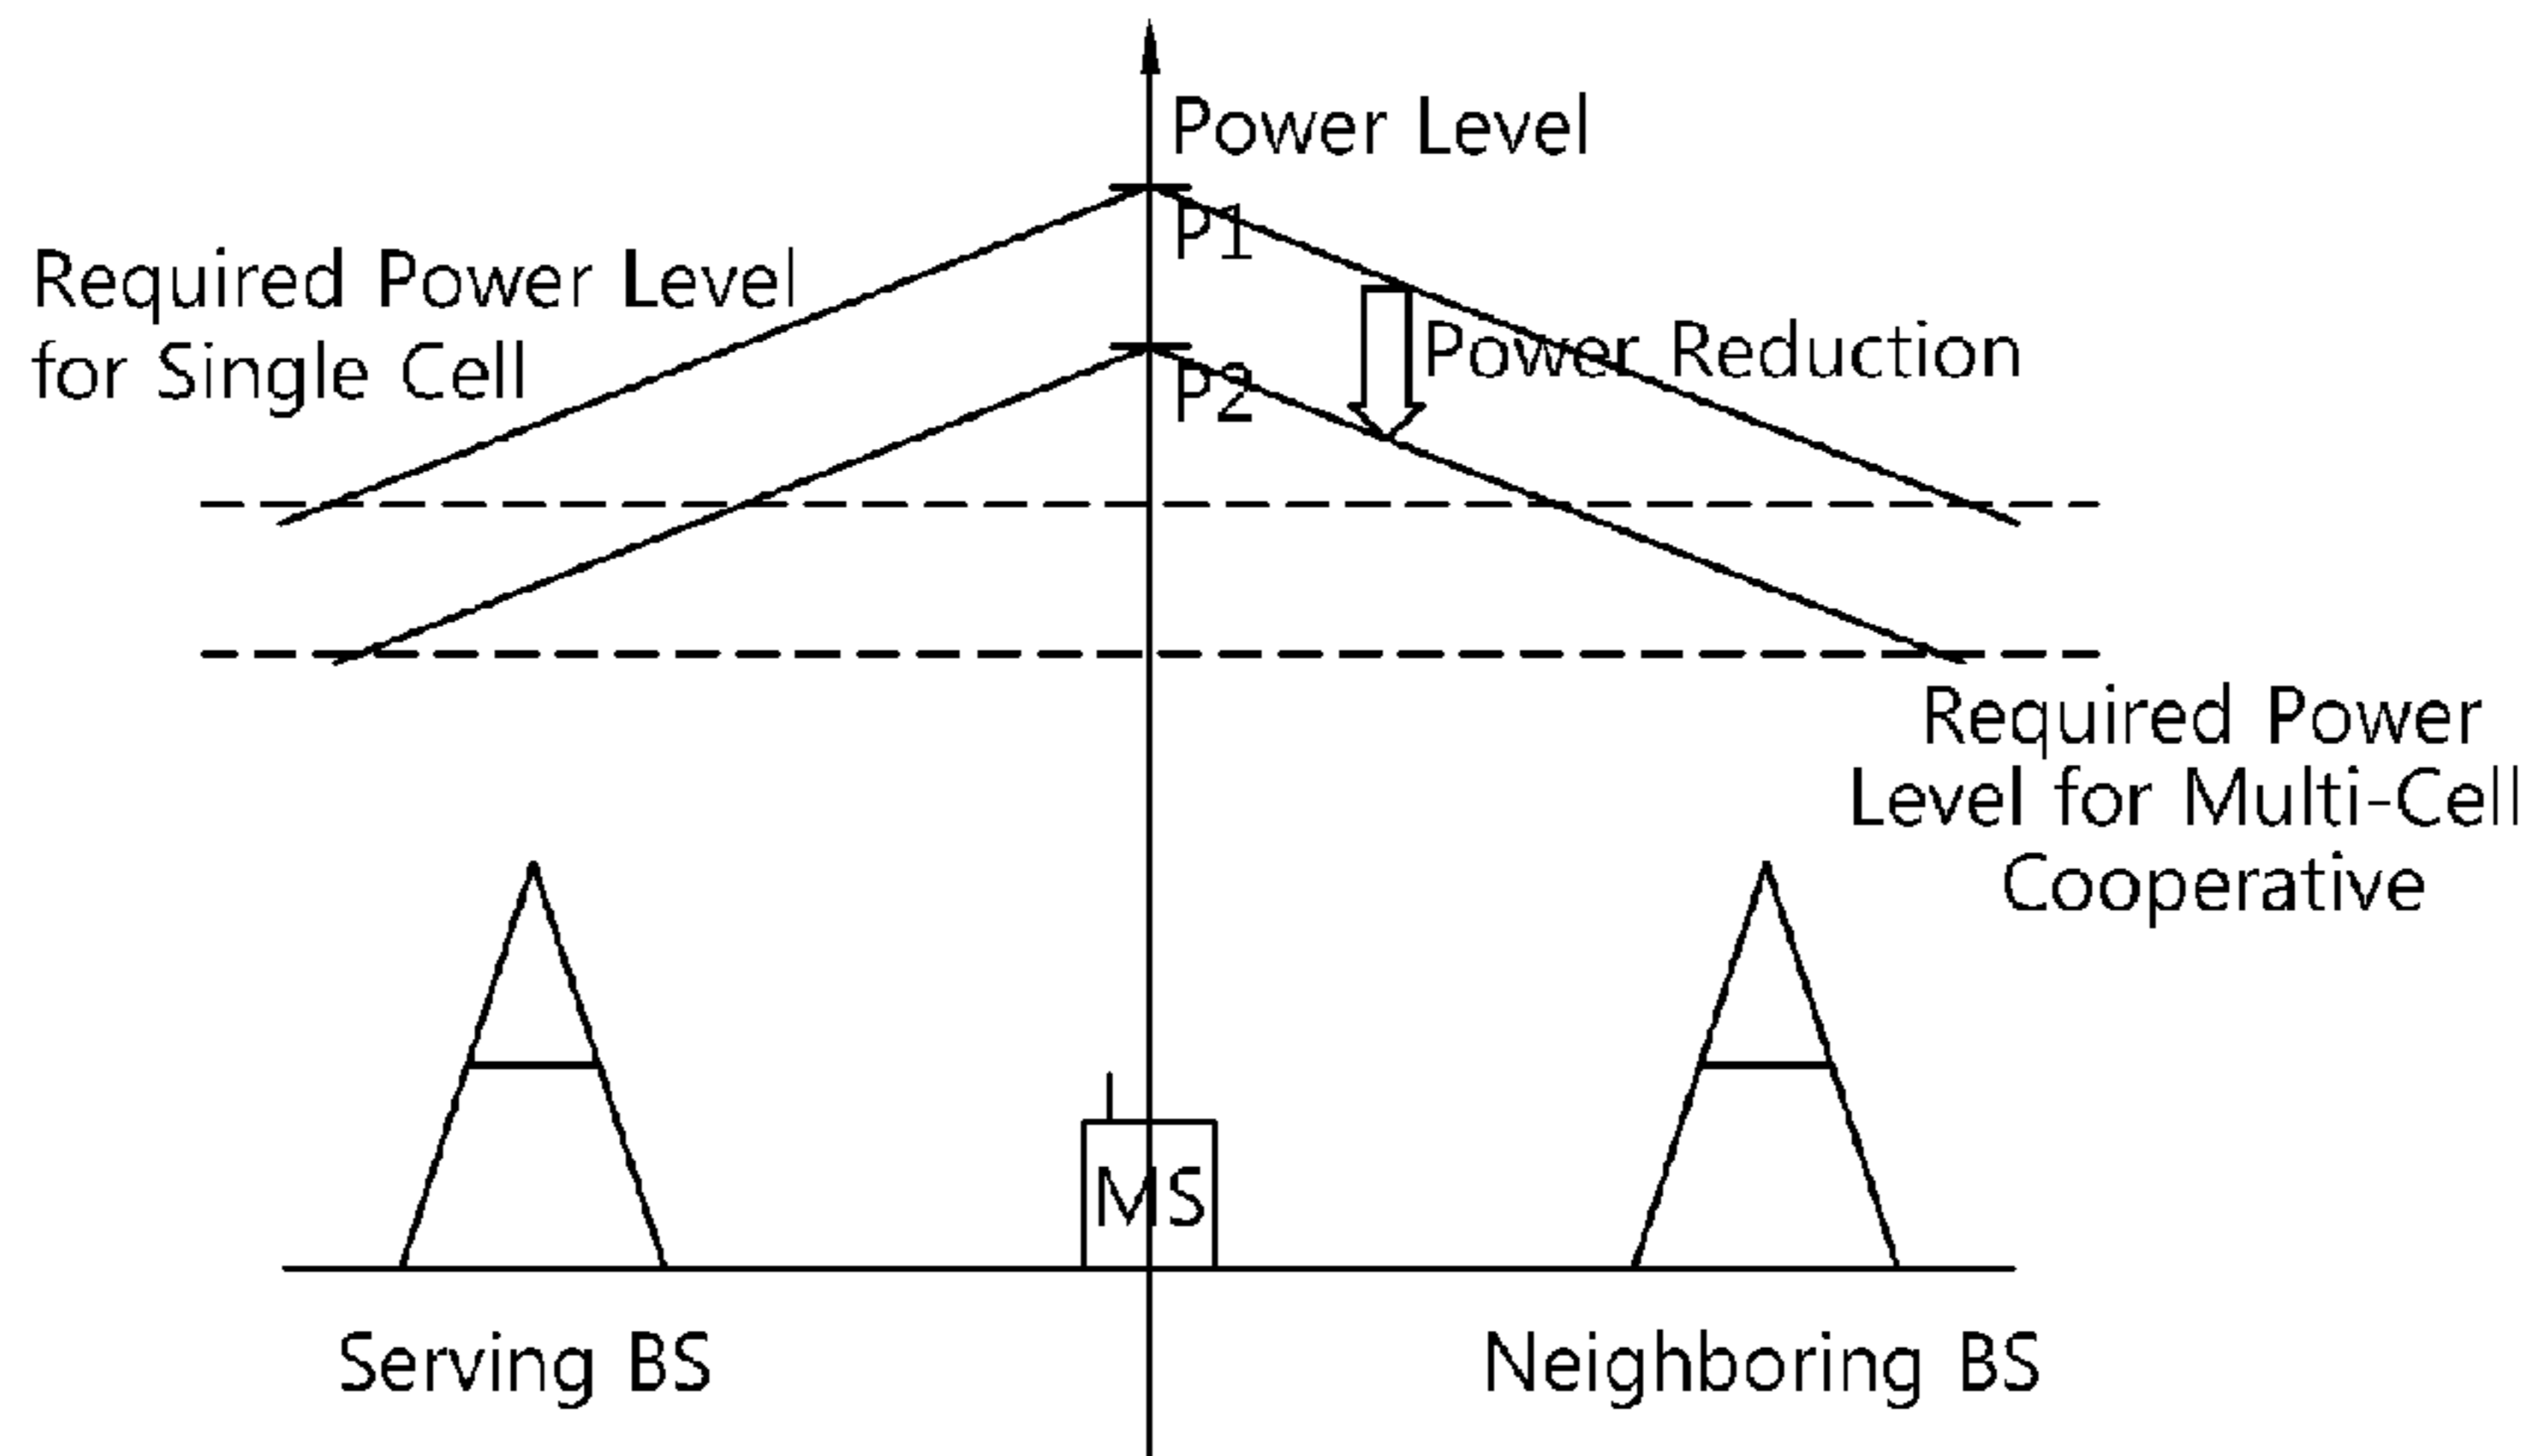 Power Level
P1
Required Power Level
for Single Cell
Power Reduction
P2
Required Power
Level for Multi-Cell
Cooperative
MS
Serving BS
Neighboring BS